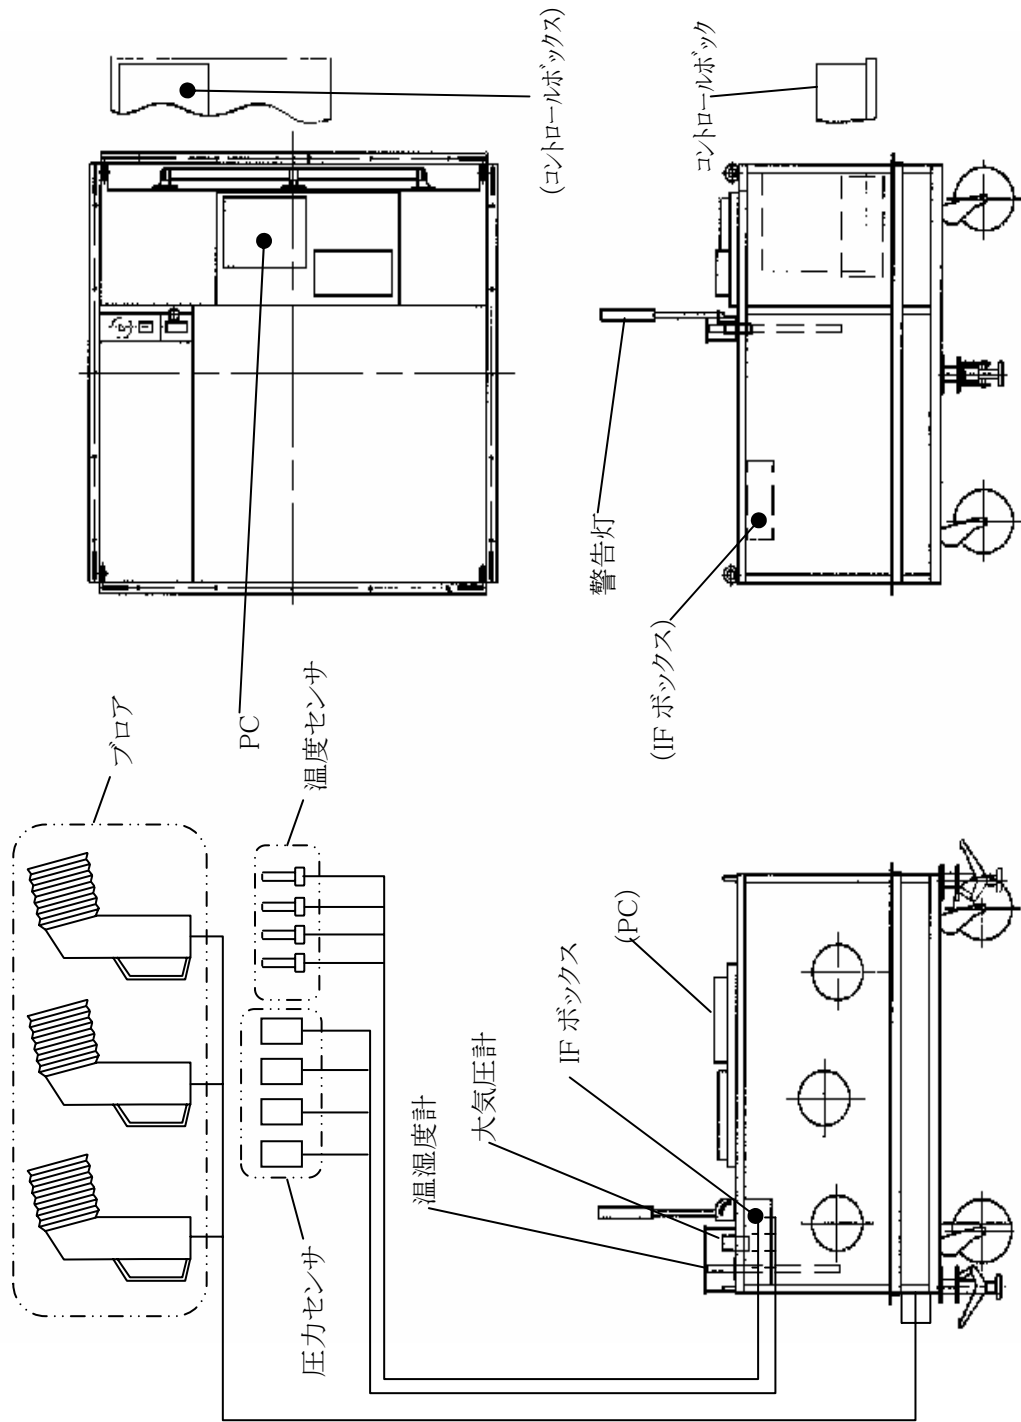 (コントロールボックス)
コントロールボック
PC
警告灯
(IF ボックス)
ブロア
温度センサ
圧力センサ
温湿度計
大気圧計
IF ボックス
(PC)